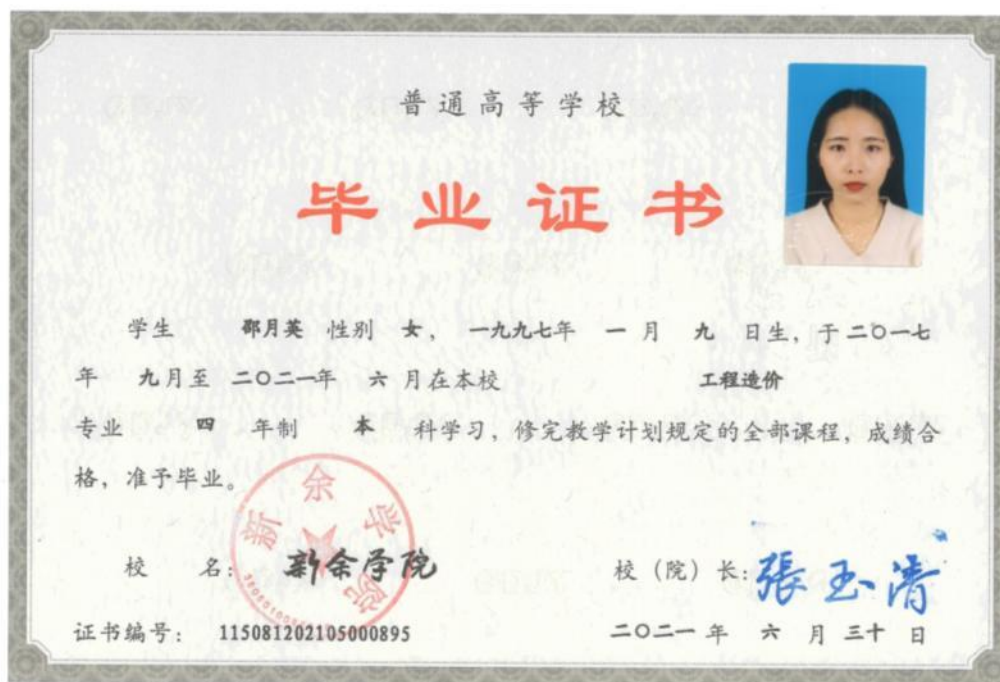 普通高等学校
毕业证书
学生 邵月英 性别 女， 一九九七年 一 月 九 日生，于二〇一七
年 九月至 二〇二一年 六 月在本校 工程造价
专业 四 年制 本 科学习，修完教学计划规定的全部课程，成绩合
格，准予毕业。
新余学院
校 名： 新余学院 校（院）长：張玉清
证书编号： 115081202105000895 二〇二一 年 六 月 三十 日